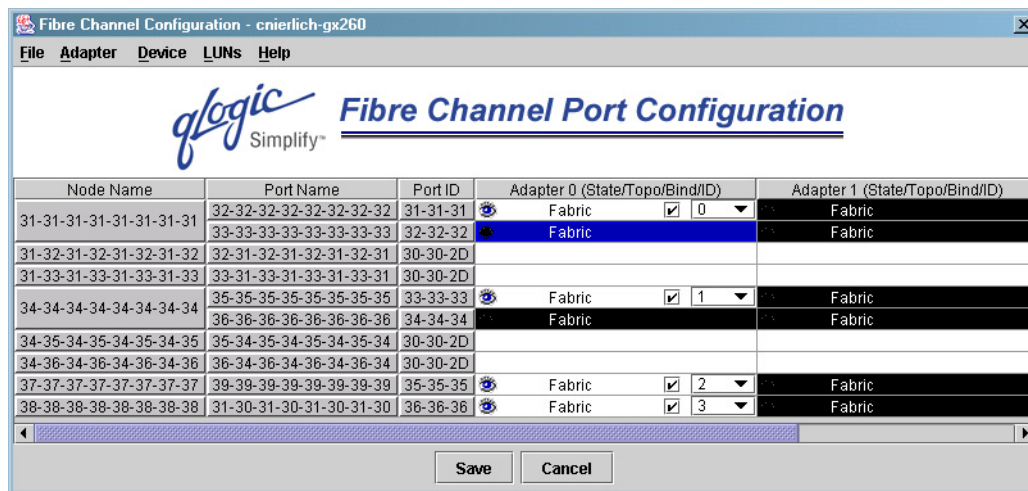 Fibre Channel Configuration - cnierlich-gx260
File Adapter Device LUNs Help
qlogic Simplify™ Fibre Channel Port Configuration
Node Name Port Name Port ID Adapter 0 (State/Topo/Bind/ID) Adapter 1 (State/Topo/Bind/ID)
31-31-31-31-31-31-31-31 32-32-32-32-32-32-32-32 31-31-31 Fabric 0 Fabric
33-33-33-33-33-33-33-33 32-32-32 Fabric Fabric
31-32-31-32-31-32-31-32 32-31-32-31-32-31-32-31 30-30-2D
31-33-31-33-31-33-31-33 33-31-33-31-33-31-33-31 30-30-2D
34-34-34-34-34-34-34-34 35-35-35-35-35-35-35-35 33-33-33 Fabric 1 Fabric
36-36-36-36-36-36-36-36 34-34-34 Fabric Fabric
34-35-34-35-34-35-34-35 35-34-35-34-35-34-35-34 30-30-2D
34-36-34-36-34-36-34-36 36-34-36-34-36-34-36-34 30-30-2D
37-37-37-37-37-37-37-37 39-39-39-39-39-39-39-39 35-35-35 Fabric 2 Fabric
38-38-38-38-38-38-38-38 31-30-31-30-31-30-31-30 36-36-36 Fabric 3 Fabric
Save Cancel